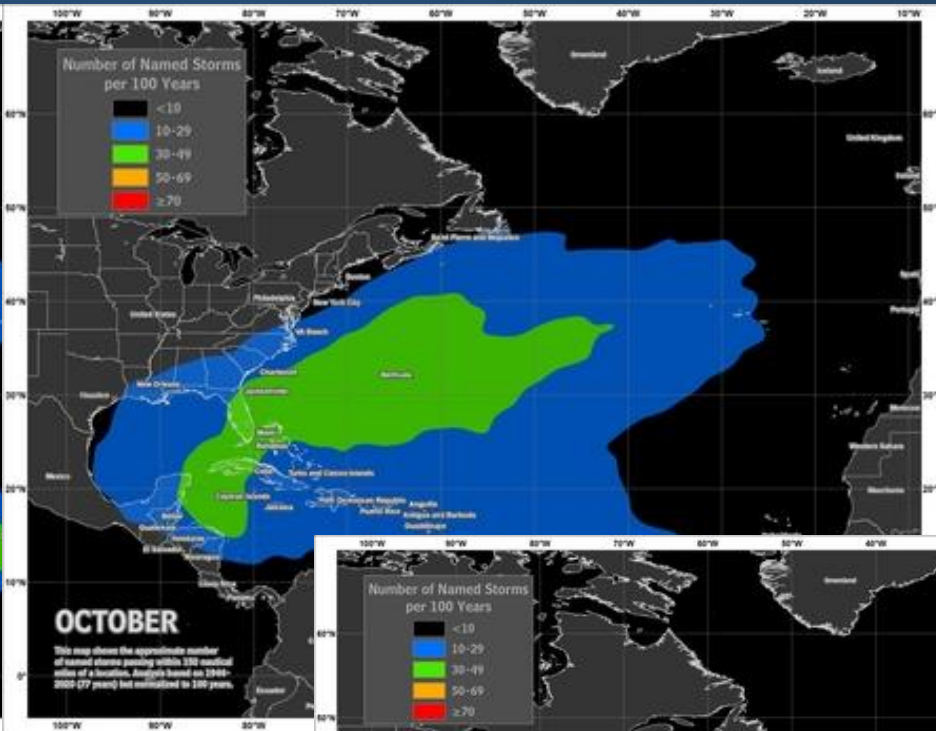 100°W 90°W 80°W 70°W 60°W 50°W 40°W 30°W 20°W 10°W
Greenland
Iceland
Number of Named Storms
per 100 Years
<10
10-29
30-49
50-69
≥70
60°N
United Kingdom
Ireland
50°N
Saint Pierre and Miquelon
Boston
Spain
40°N
Philadelphia
New York City
Portugal
United States
VA Beach
Charleston
Bermuda
New Orleans
Jacksonville
Houston
30°N
Morocco
Miami
Bahamas
Western Sahara
Mexico
Cuba
Turks and Caicos Islands
Mauritania
20°N
Cayman Islands
Haiti Dominican Republic
Anguilla
Jamaica
Puerto Rico
Antigua and Barbuda
Belize
Guadeloupe
Guatemala
Honduras
El Salvador
Nicaragua
Costa Rica
10°N
Panama
OCTOBER
This map shows the approximate number
of named storms passing within 150 nautical
miles of a location. Analysis based on 1944-
2020 (77 years) but normalized to 100 years.
0°
Ecuador
100°W 90°W 80°W
100°W 90°W 80°W 70°W 60°W 50°W 40°W
Greenland
Number of Named Storms
per 100 Years
<10
10-29
30-49
50-69
≥70
60°N
50°N